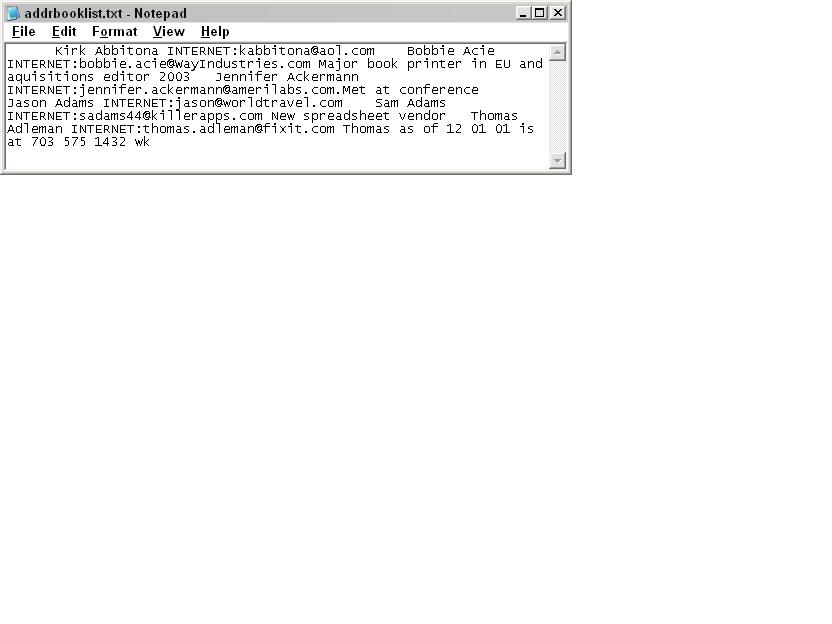 addrbooklist.txt - Notepad
File Edit Format View Help
Kirk Abbitona INTERNET:kabbitona@aol.com    Bobbie Acie
INTERNET:bobbie.acie@WayIndustries.com Major book printer in EU and
aquisitions editor 2003   Jennifer Ackermann
INTERNET:jennifer.ackermann@amerilabs.com.Met at conference
Jason Adams INTERNET:jason@worldtravel.com    Sam Adams
INTERNET:sadams44@killerapps.com New spreadsheet vendor   Thomas
Adleman INTERNET:thomas.adleman@fixit.com Thomas as of 12 01 01 is
at 703 575 1432 wk